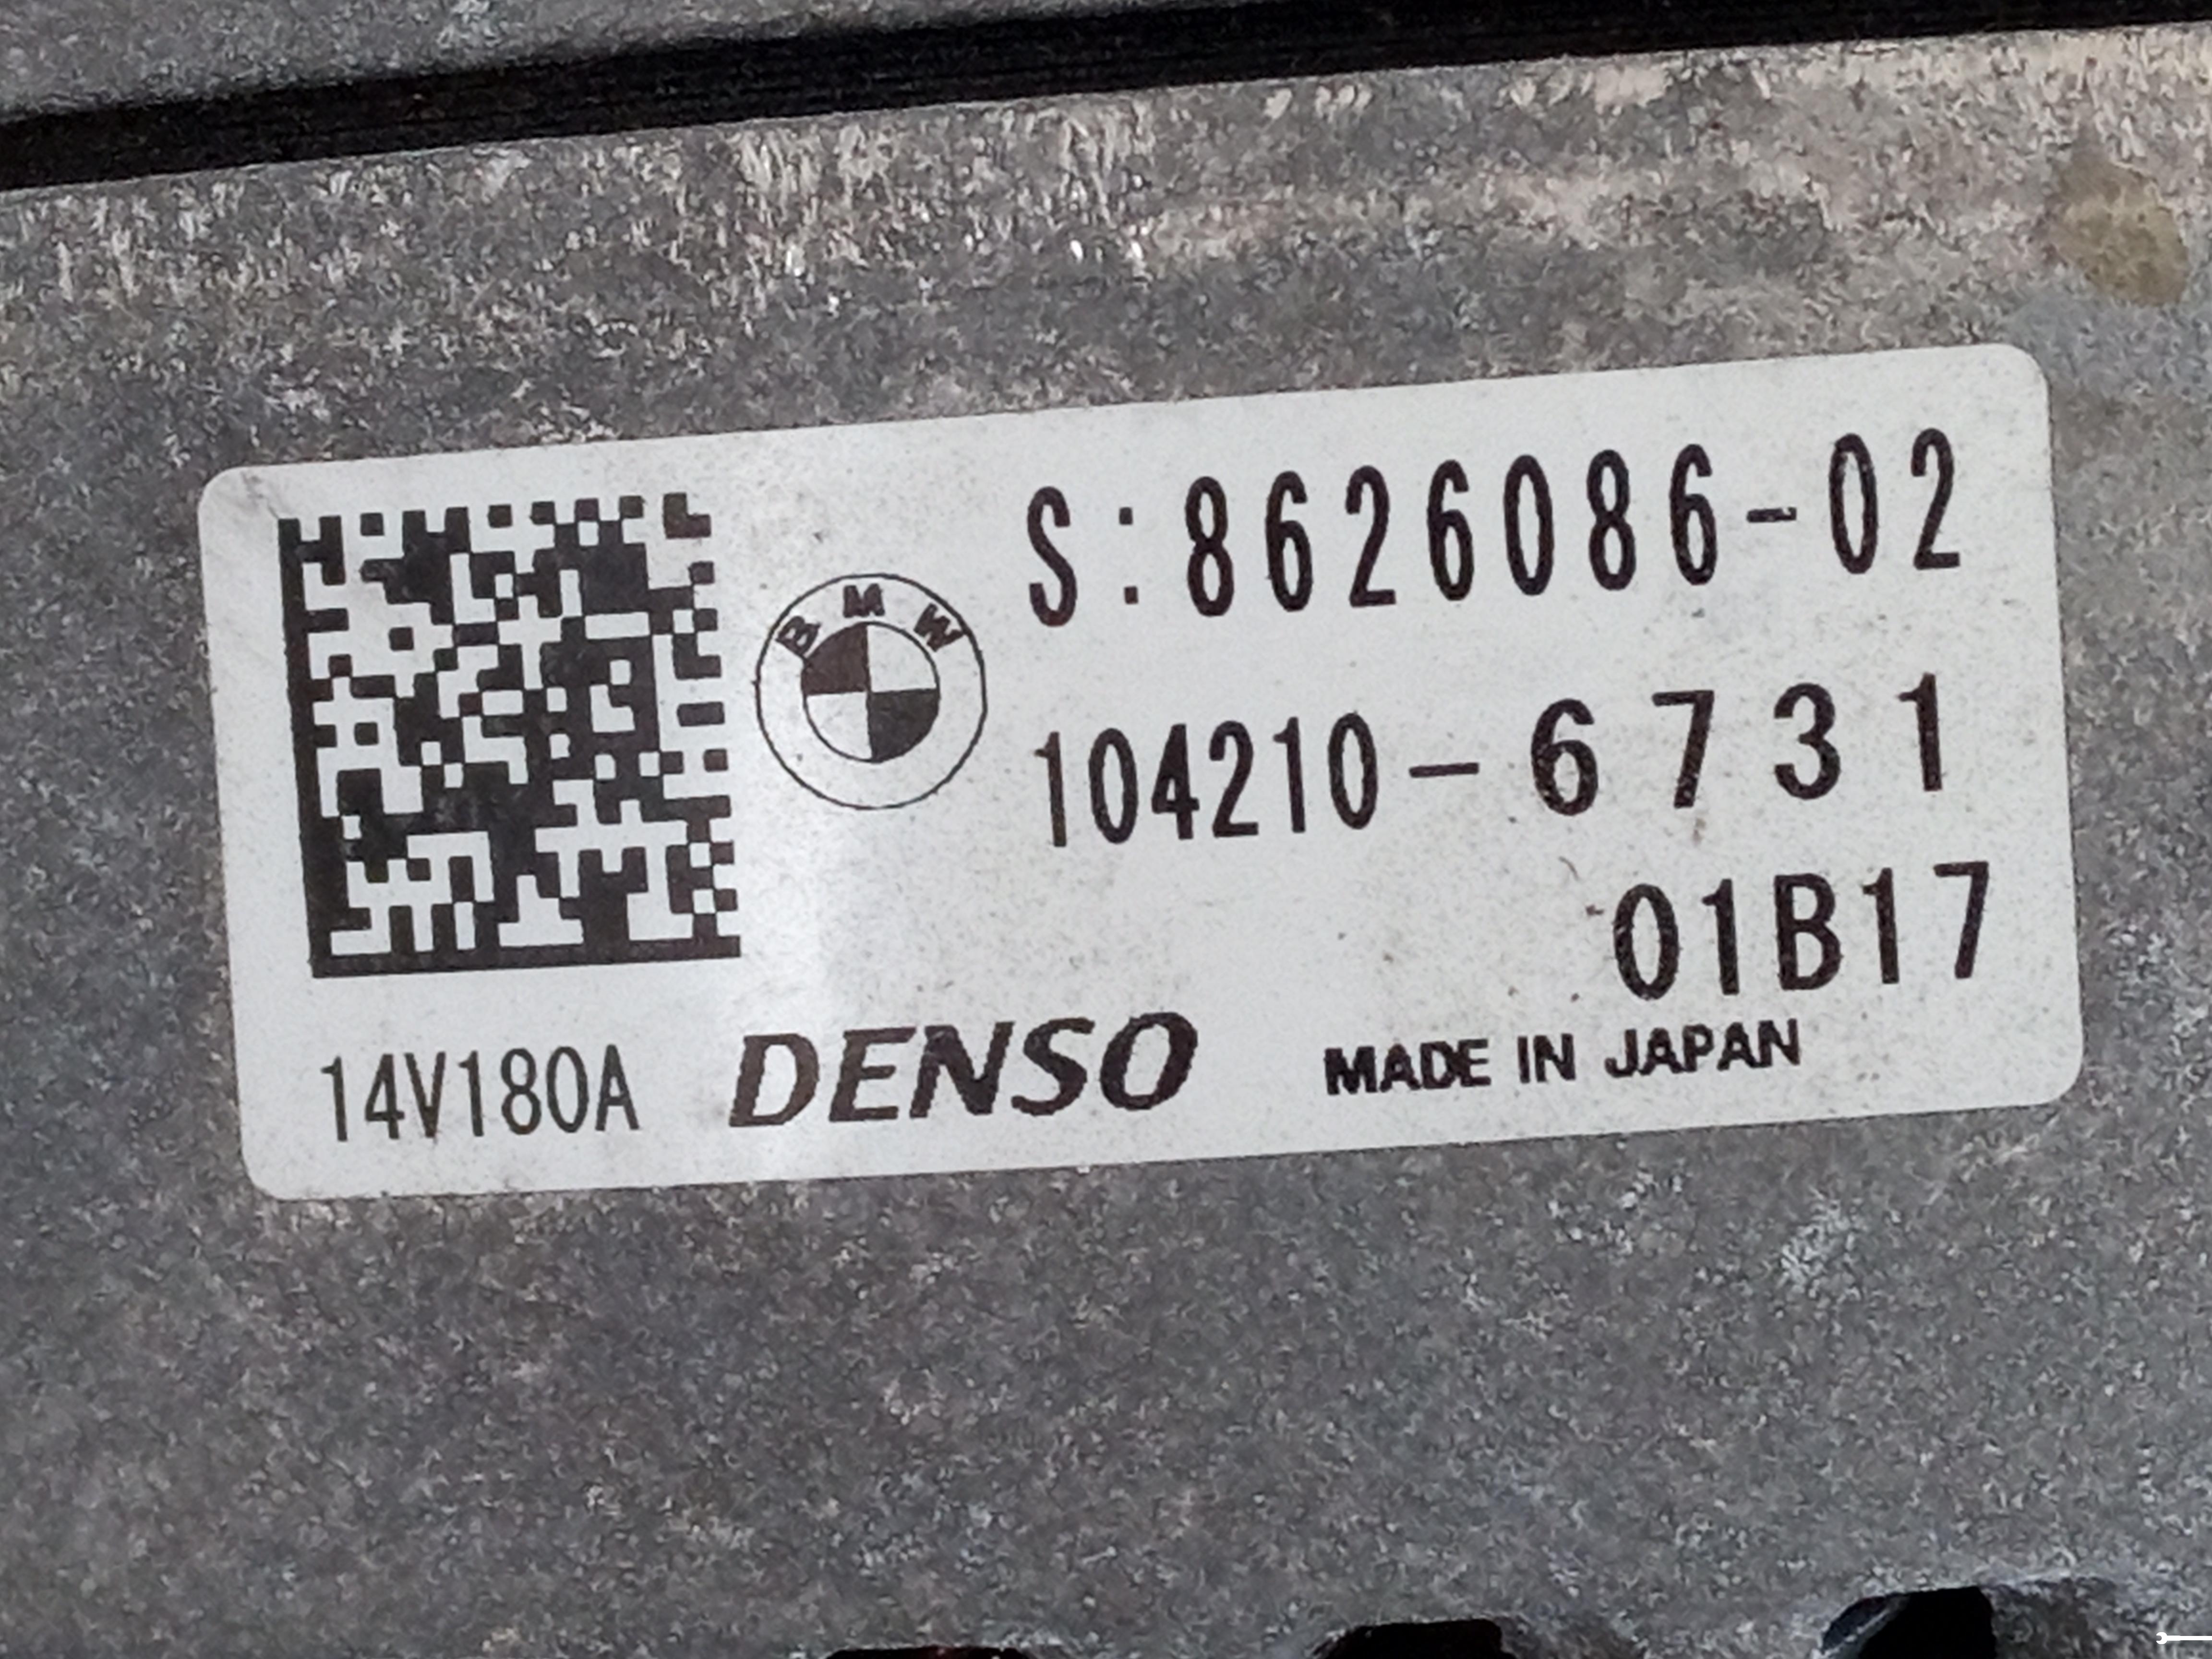 S:8626086-02
BMW
104210-6731
01B17
14V180A DENSO MADE IN JAPAN